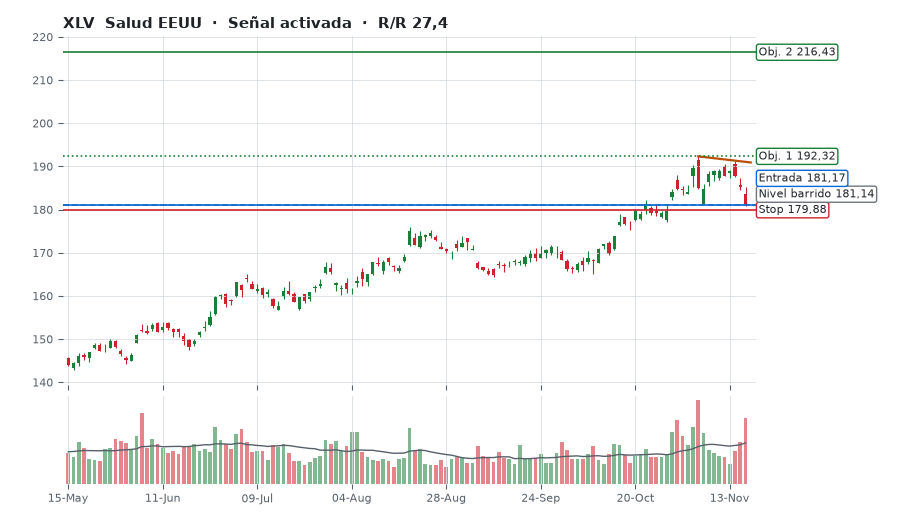 XLV Salud EEUU · Señal activada · R/R 27,4
220
210
200
190
180
170
160
150
140
Obj. 2 216,43
Obj. 1 192,32
Entrada 181,17
Nivel barrido 181,14
Stop 179,88
15-May
11-Jun
09-Jul
04-Aug
28-Aug
24-Sep
20-Oct
13-Nov